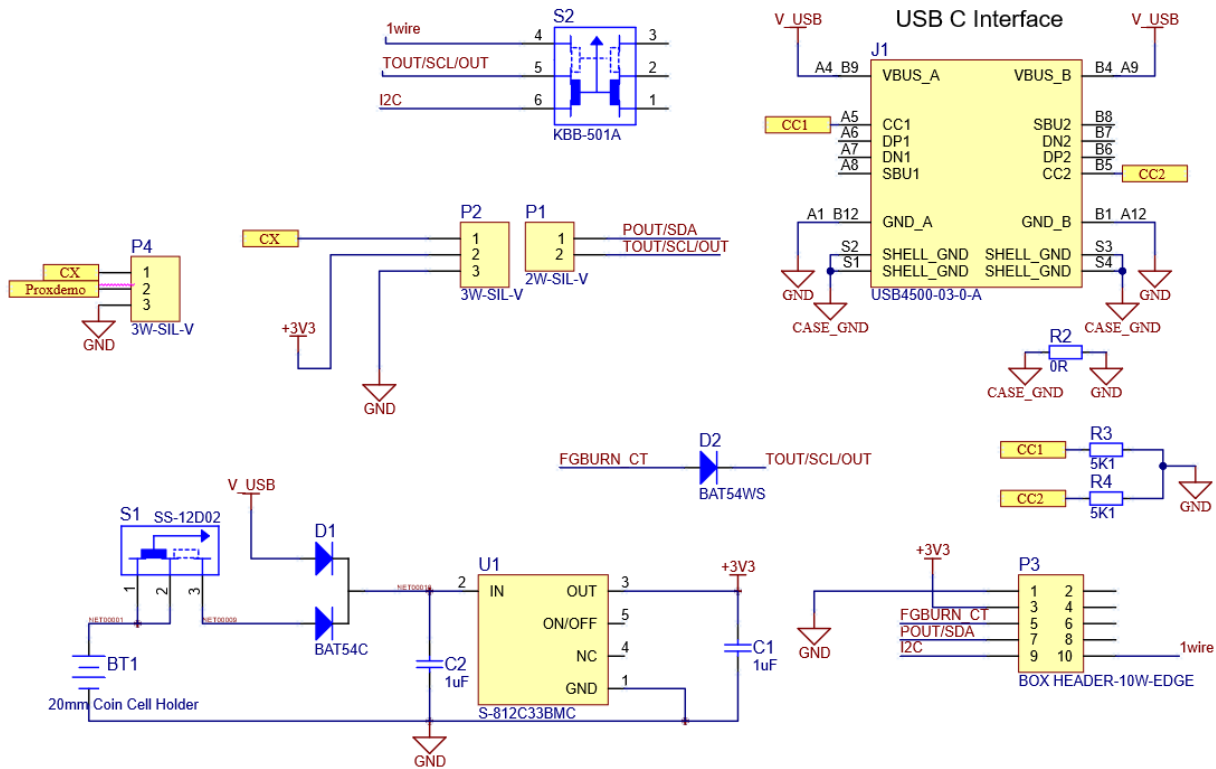 S2
1wire
4
3
TOUT/SCL/OUT
5
2
I2C
6
1
KBB-501A
USB C Interface
V_USB
V_USB
J1
A4 B9
VBUS_A
VBUS_B
B4 A9
CC1
A5
CC1
SBU2
B8
A6
DP1
DN2
B7
A7
DN1
DP2
B6
A8
SBU1
CC2
B5
CC2
A1 B12
GND_A
GND_B
B1 A12
S2
SHELL_GND
SHELL_GND
S3
S1
SHELL_GND
SHELL_GND
S4
USB4500-03-0-A
GND
GND
CASE_GND
CASE_GND
P2
P1
CX
1
1
POUT/SDA
2
2
TOUT/SCL/OUT
3
3W-SIL-V
2W-SIL-V
+3V3
GND
P4
CX
1
Proxdemo
2
3
3W-SIL-V
GND
R2
0R
CASE_GND
GND
FGBURN_CT
D2
TOUT/SCL/OUT
BAT54WS
CC1
R3
5K1
CC2
R4
5K1
GND
V_USB
S1
SS-12D02
1
2
3
NET00001
NET00009
D1
BAT54C
BT1
20mm Coin Cell Holder
NET00010
C2
1uF
U1
2
IN
OUT
3
ON/OFF
5
NC
4
GND
1
S-812C33BMC
+3V3
C1
1uF
GND
+3V3
P3
1
2
3
4
FGBURN_CT
5
6
POUT/SDA
7
8
I2C
9
10
1wire
BOX HEADER-10W-EDGE
GND